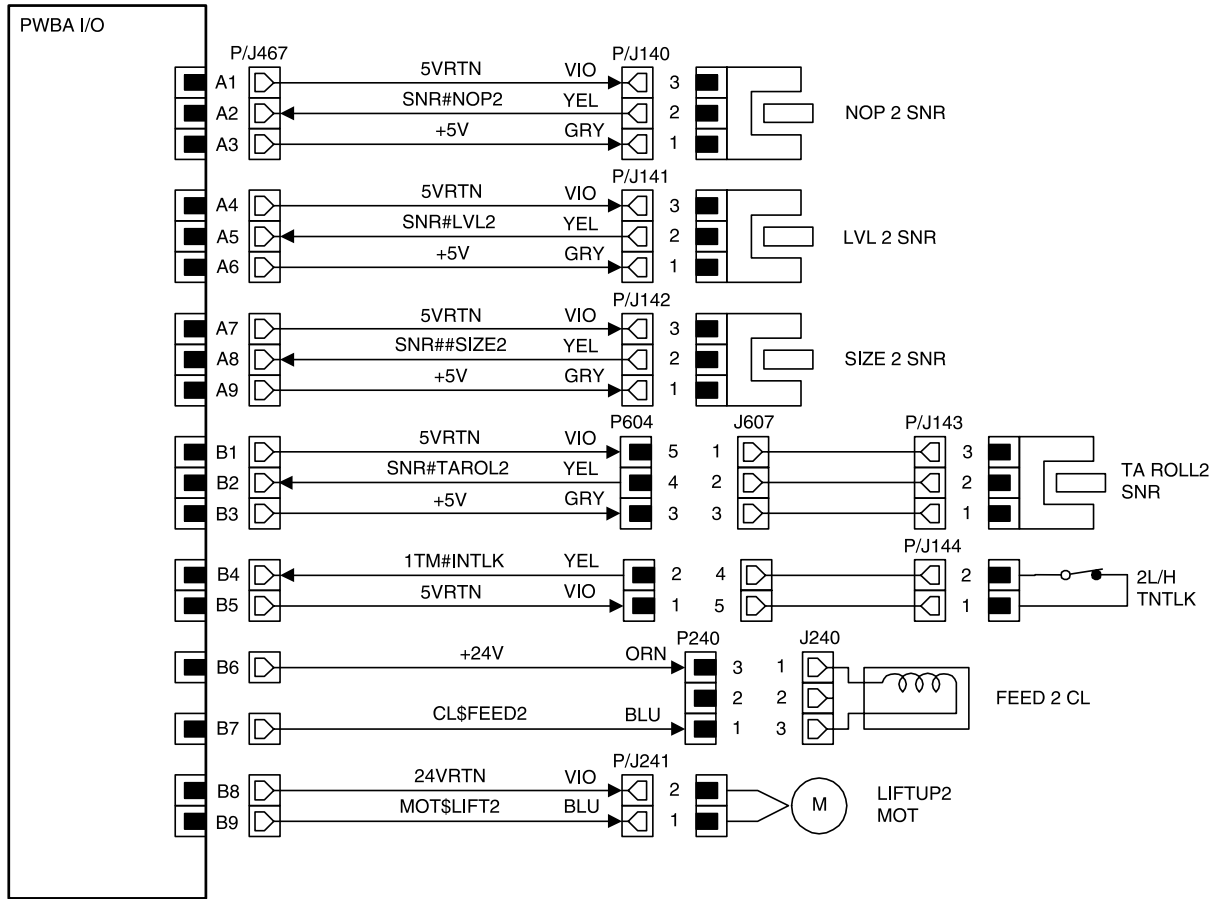 PWBA I/O
P/J467
P/J140
A1 5VRTN VIO 3
A2 SNR#NOP2 YEL 2
A3 +5V GRY 1
NOP 2 SNR
P/J141
A4 5VRTN VIO 3
A5 SNR#LVL2 YEL 2
A6 +5V GRY 1
LVL 2 SNR
P/J142
A7 5VRTN VIO 3
A8 SNR##SIZE2 YEL 2
A9 +5V GRY 1
SIZE 2 SNR
P604 J607 P/J143
B1 5VRTN VIO 5 1 3
B2 SNR#TAROL2 YEL 4 2 2
B3 +5V GRY 3 3 1
TA ROLL2
SNR
P/J144
B4 1TM#INTLK YEL 2 4 2
B5 5VRTN VIO 1 5 1
2L/H
TNTLK
P240 J240
B6 +24V ORN 3 1
2 2
B7 CL$FEED2 BLU 1 3
FEED 2 CL
P/J241
B8 24VRTN VIO 2
B9 MOT$LIFT2 BLU 1
M
LIFTUP2
MOT